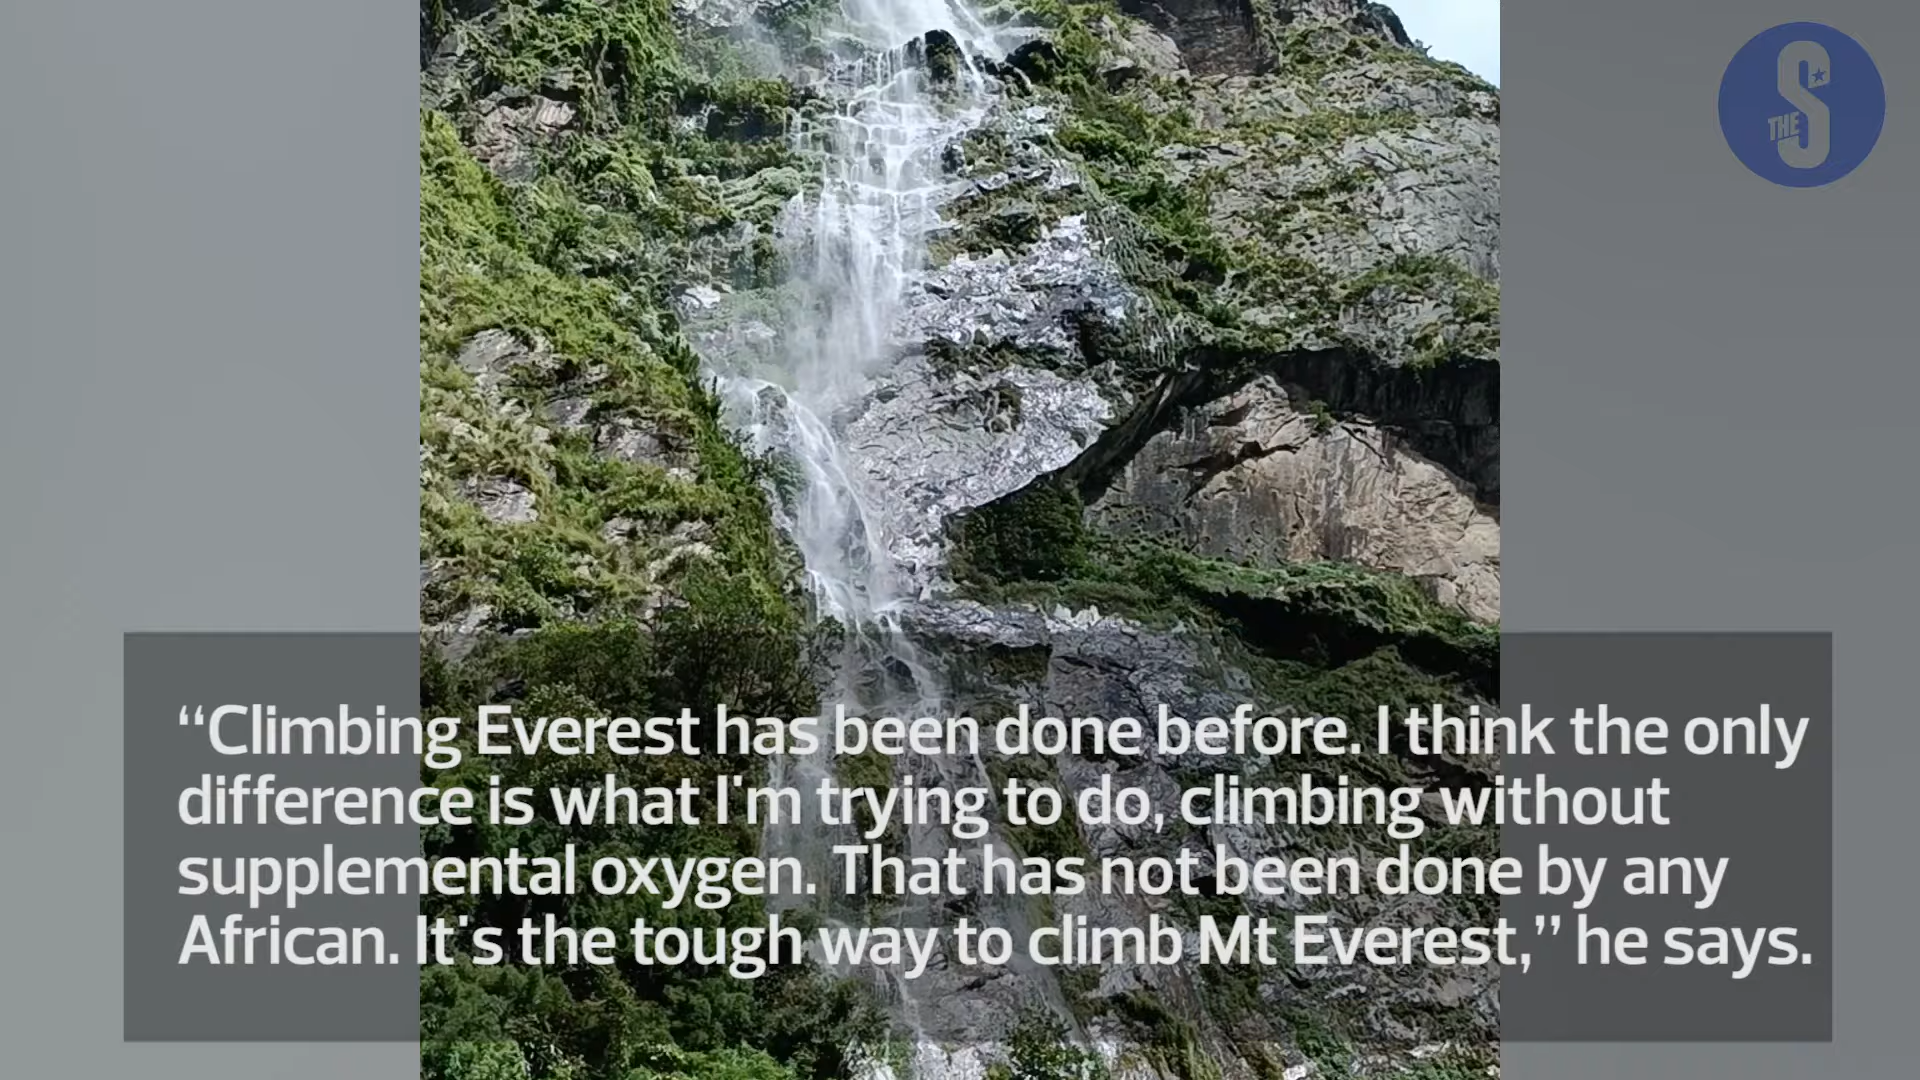 THE S
“Climbing Everest has been done before. I think the only
difference is what I'm trying to do, climbing without
supplemental oxygen. That has not been done by any
African. It's the tough way to climb Mt Everest,” he says.